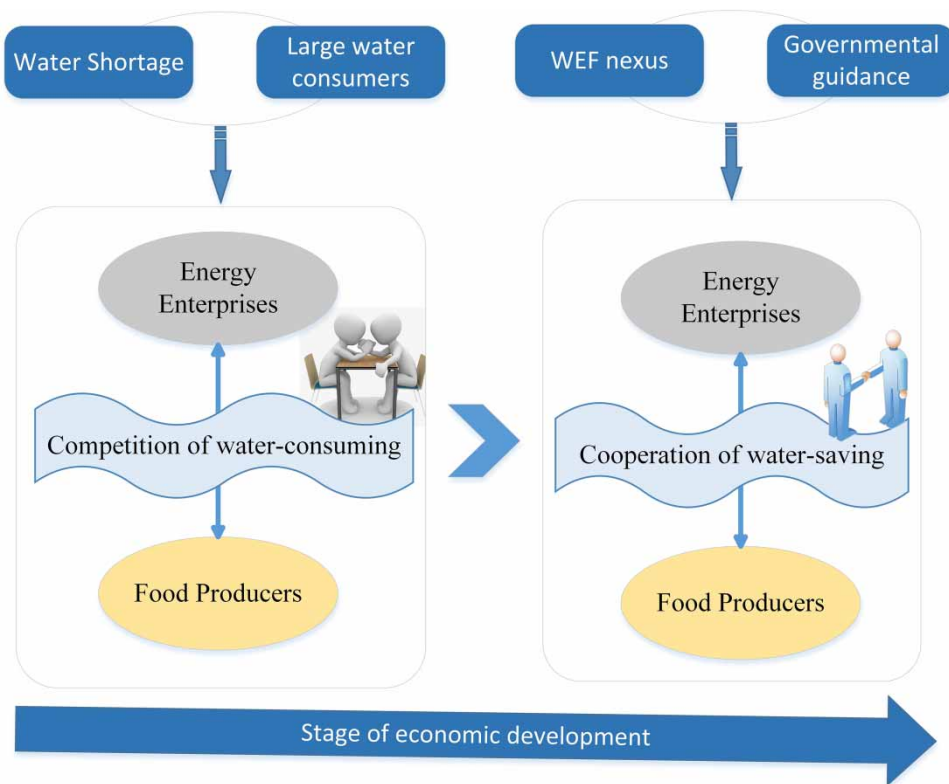 Water Shortage
Large water
consumers
WEF nexus
Governmental
guidance
Energy
Enterprises
Competition of water-consuming
Food Producers
Energy
Enterprises
Cooperation of water-saving
Food Producers
Stage of economic development